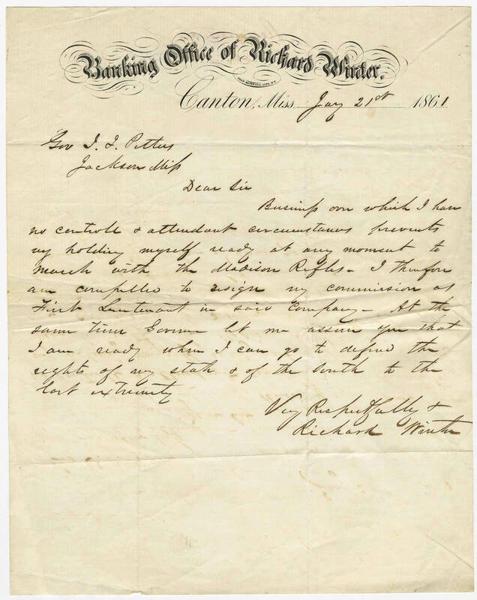 Banking Office of Richard Winter.
Canton, Miss Jay 21st 1861
Gov J. J. Pettus
Jackson Miss
Dear Sir
Business over which I have
no controle & attendant circumstances prevents
my holding myself ready at any moment to
march with the Madison Rifles – I therefore
am compelled to resign my commission as
First Lieutenant in said Company – At the
same time Govnr let me assure you that
I am ready when I can go to defend the
rights of my state & of the South to the
last extremity
Very Respectfully &
Richard Winter